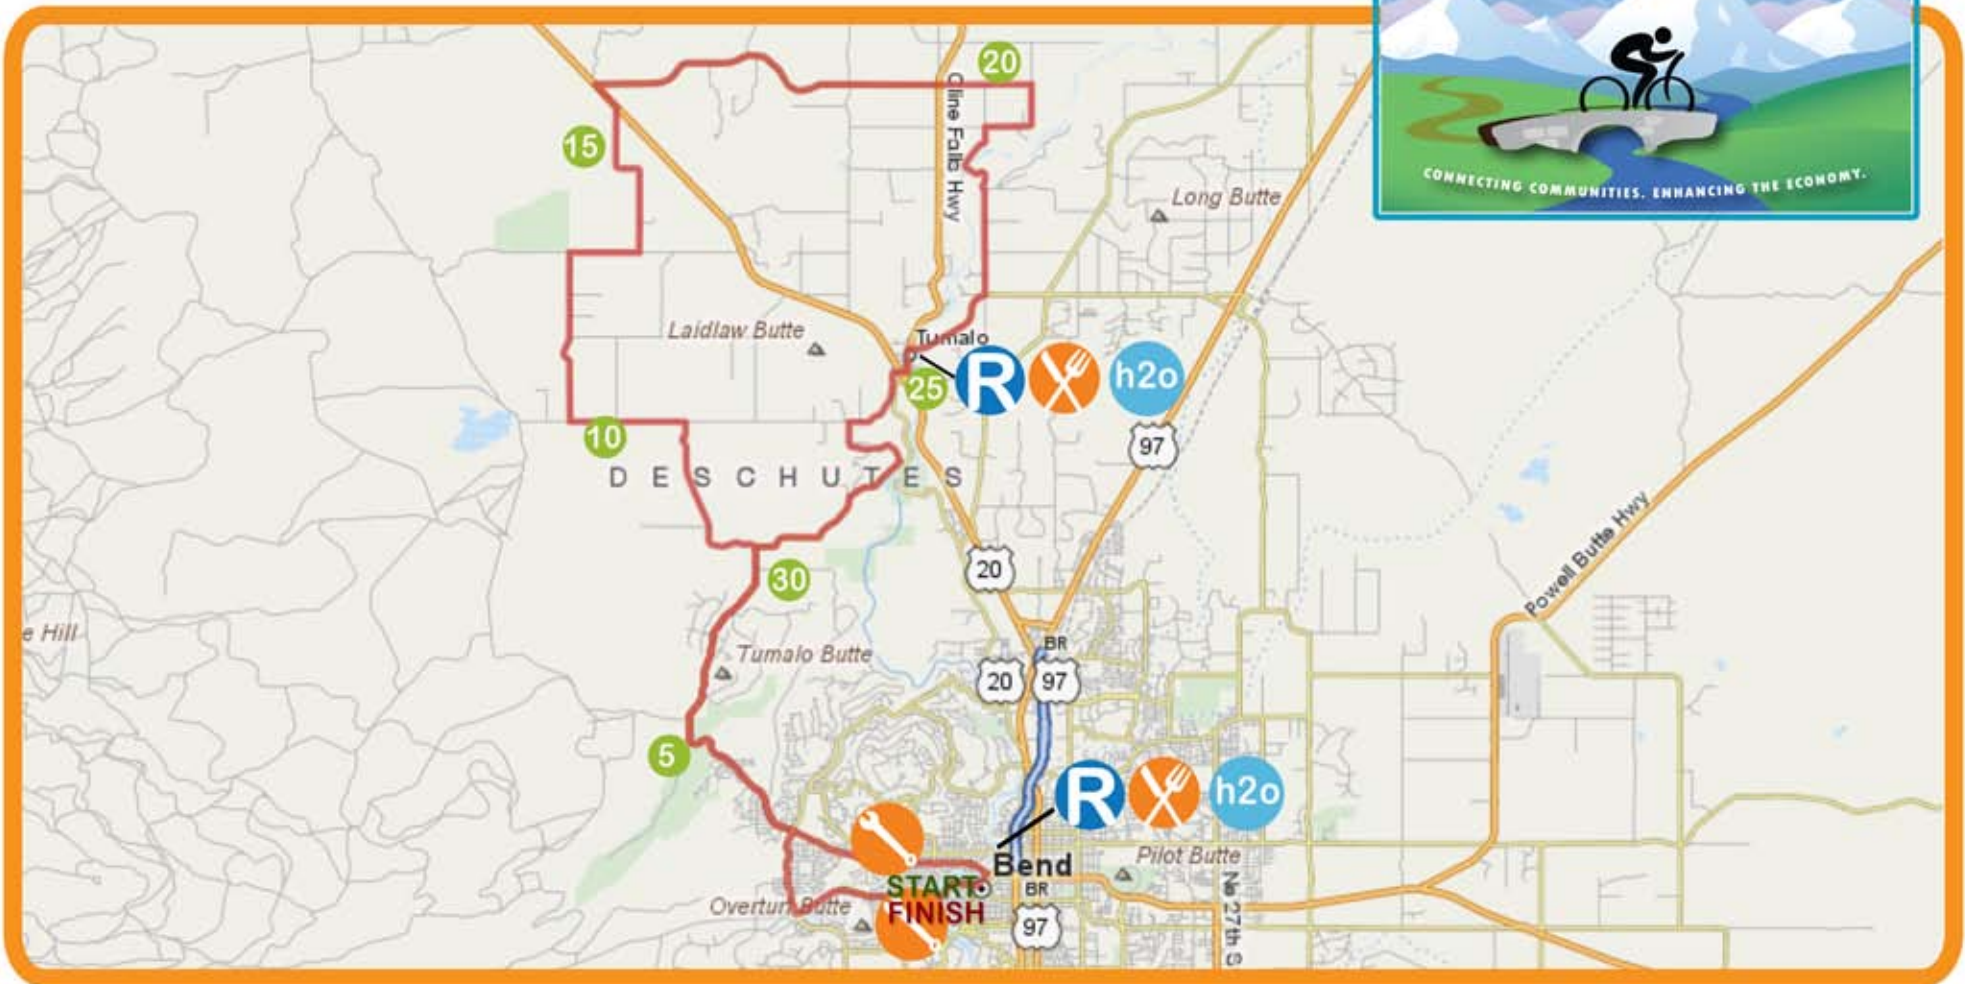 CONNECTING COMMUNITIES. ENHANCING THE ECONOMY.
20
Cline Falls Hwy
15
Long Butte
Laidlaw Butte
Tumalo
R
h2o
25
10
97
DESCHUTES
20
30
Powell Butte Hwy
e Hill
BR
Tumalo Butte
20
97
5
R
h2o
Bend
Pilot Butte
START
FINISH
BR
Overturf Butte
97
Ne 27th S